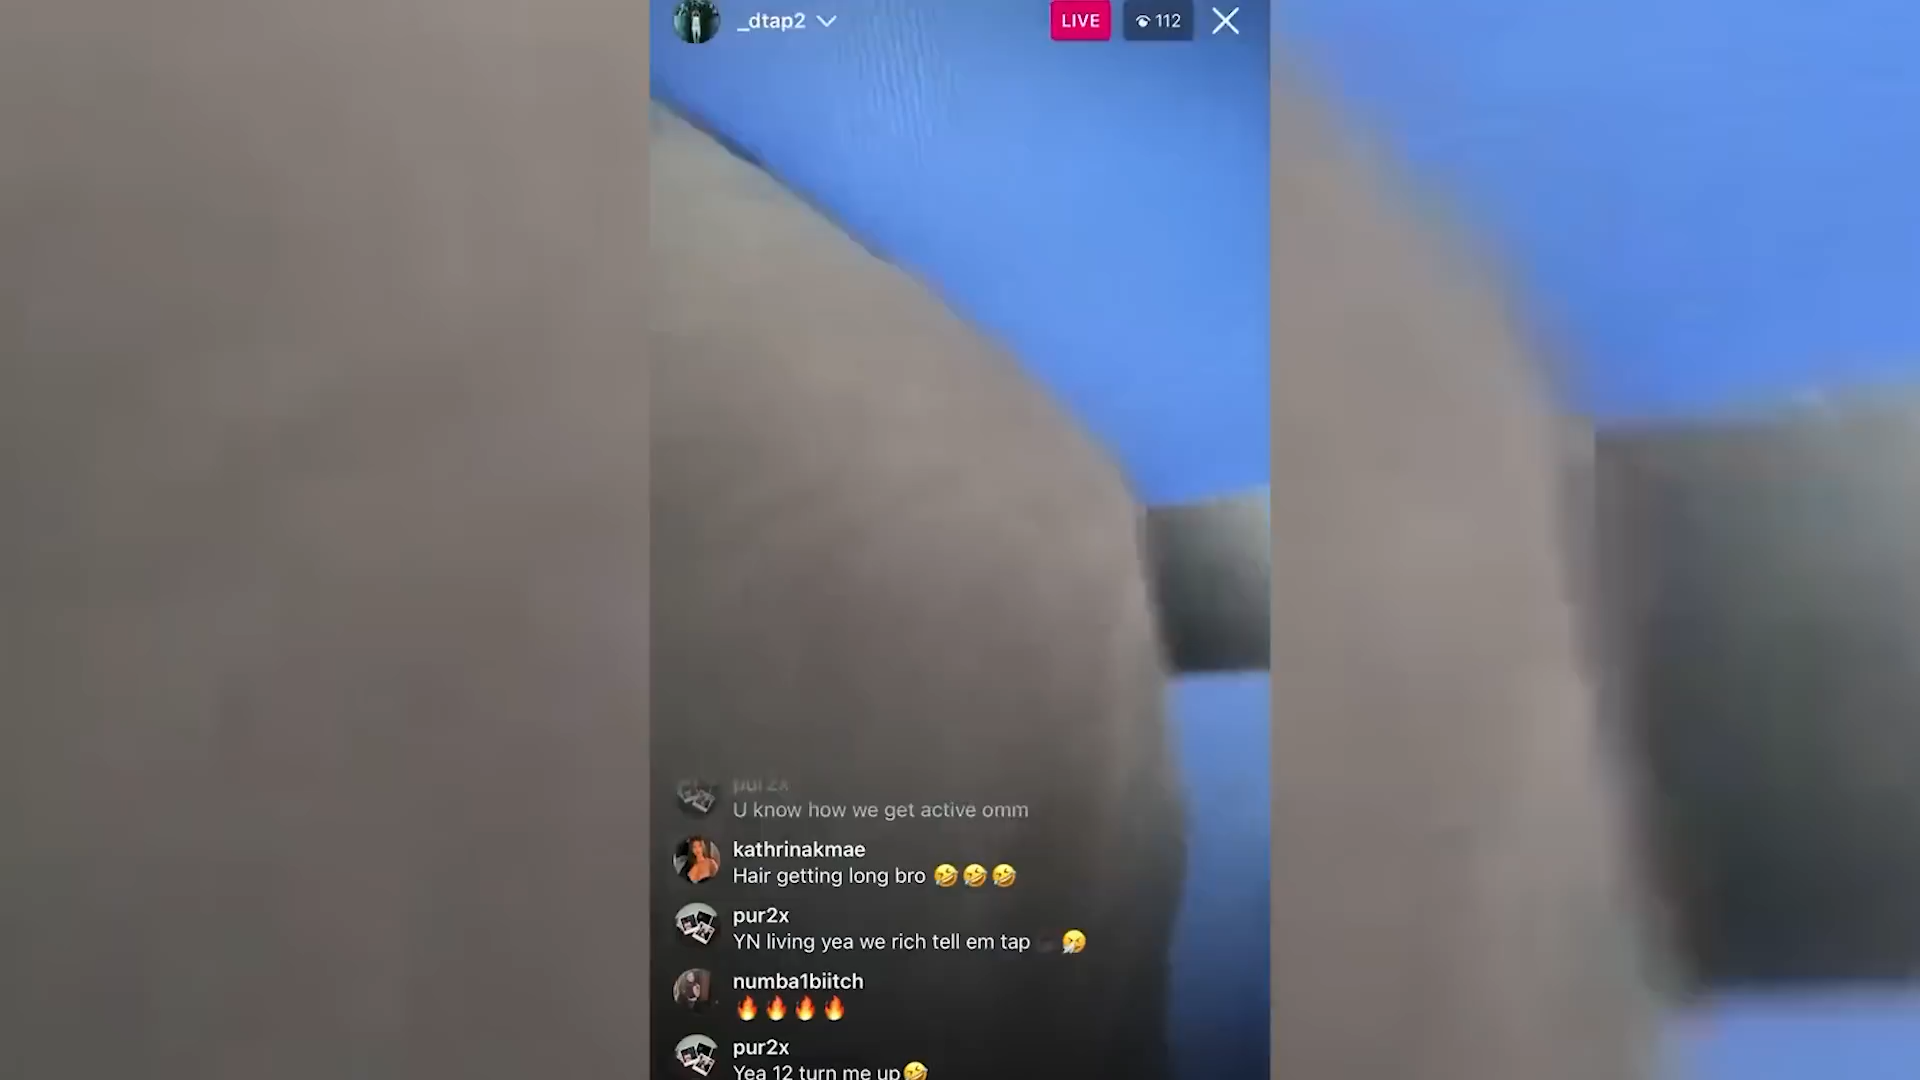 _dtap2
LIVE
112
pur2x
U know how we get active omm
kathrinakmae
Hair getting long bro 🤣🤣🤣
pur2x
YN living yea we rich tell em tap 🤧
numba1biitch
🔥🔥🔥🔥
pur2x
Yea 12 turn me up🤣